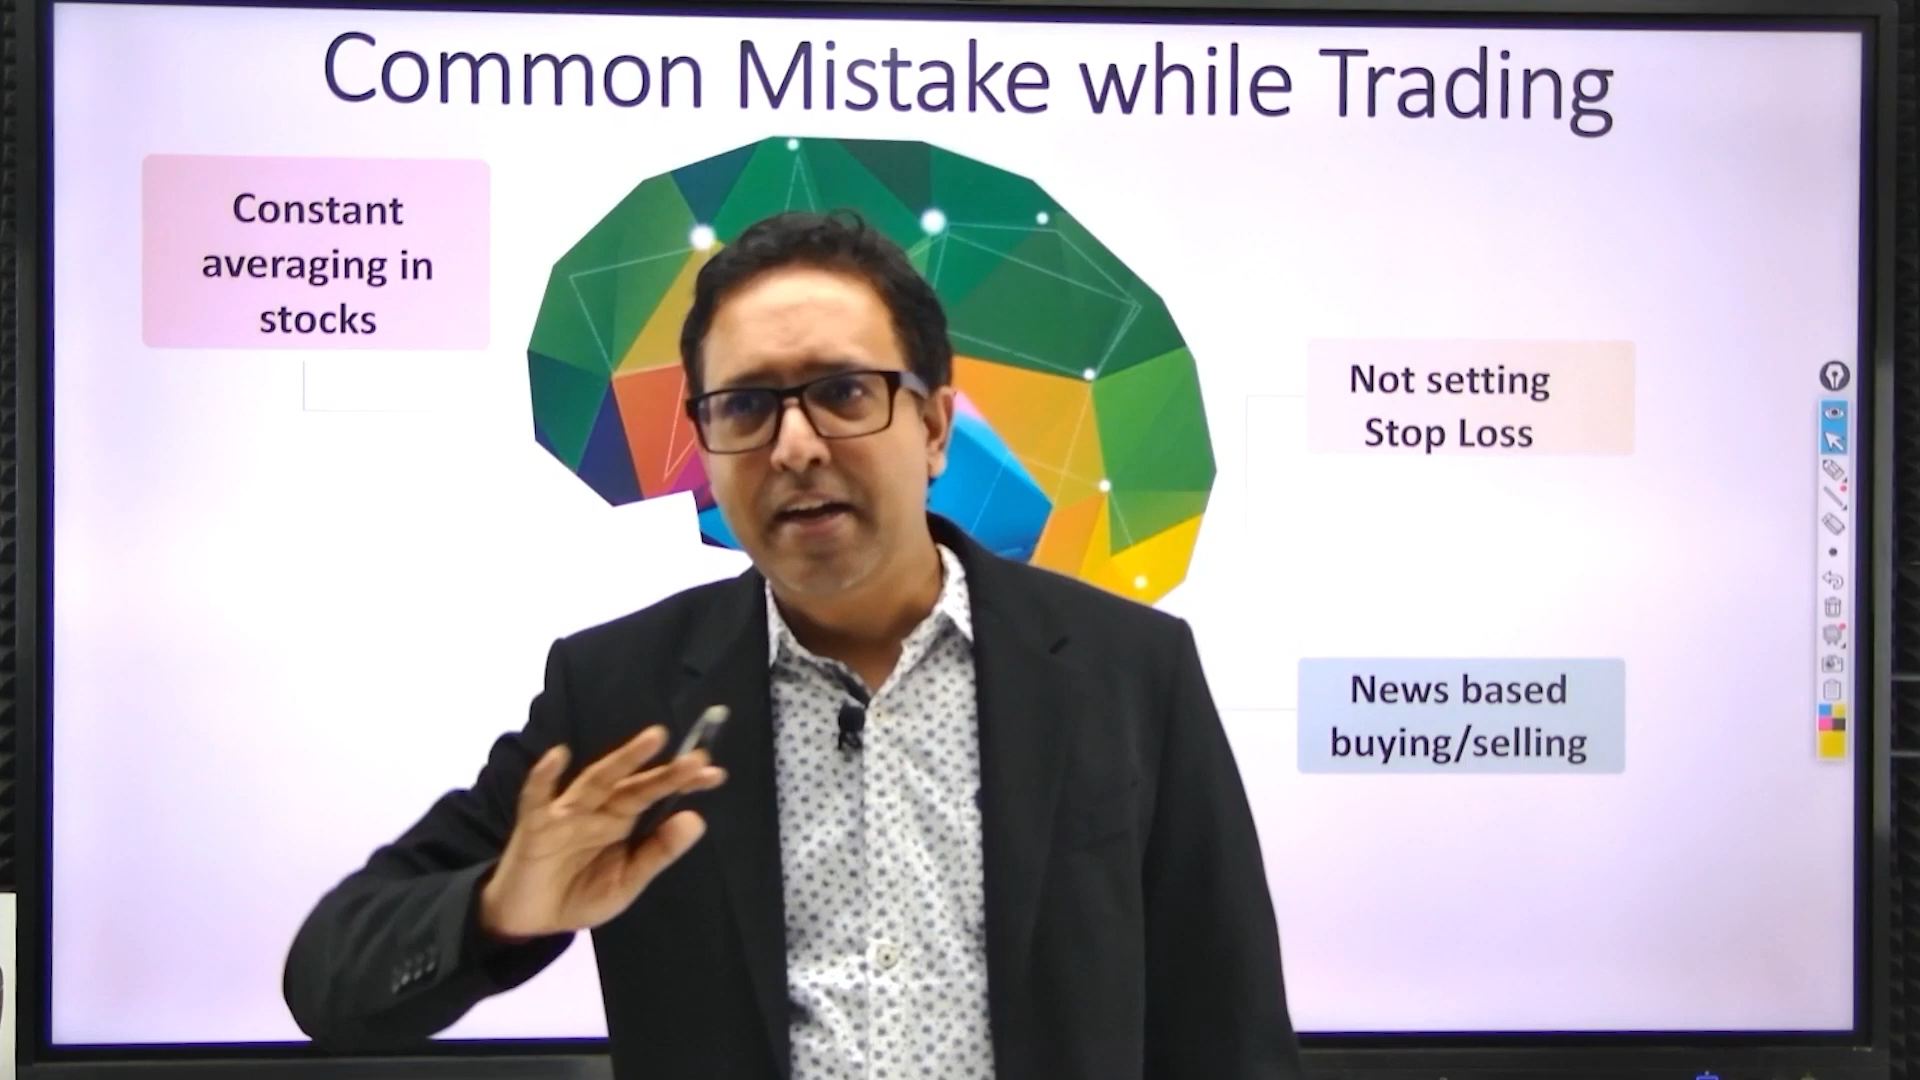 Common Mistake while Trading
Constant
averaging in
stocks
Not setting
Stop Loss
News based
buying/selling